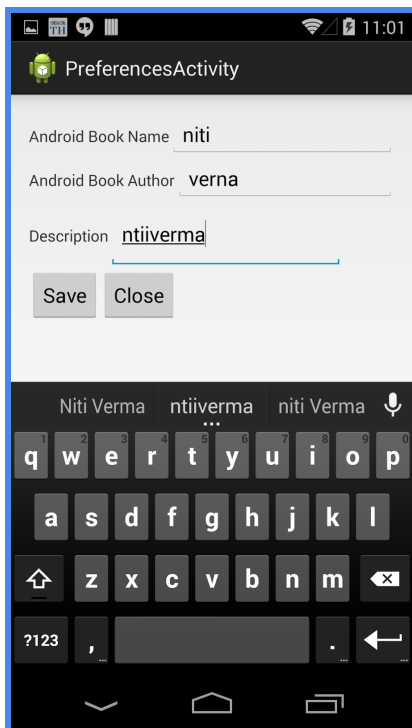 11:01
PreferencesActivity
Android Book Name niti
Android Book Author verna
Description ntiiverma
Save Close
Niti Verma ntiiverma niti Verma
1 2 3 4 5 6 7 8 9 0
q w e r t y u i o p
a s d f g h j k l
z x c v b n m
?123 , .